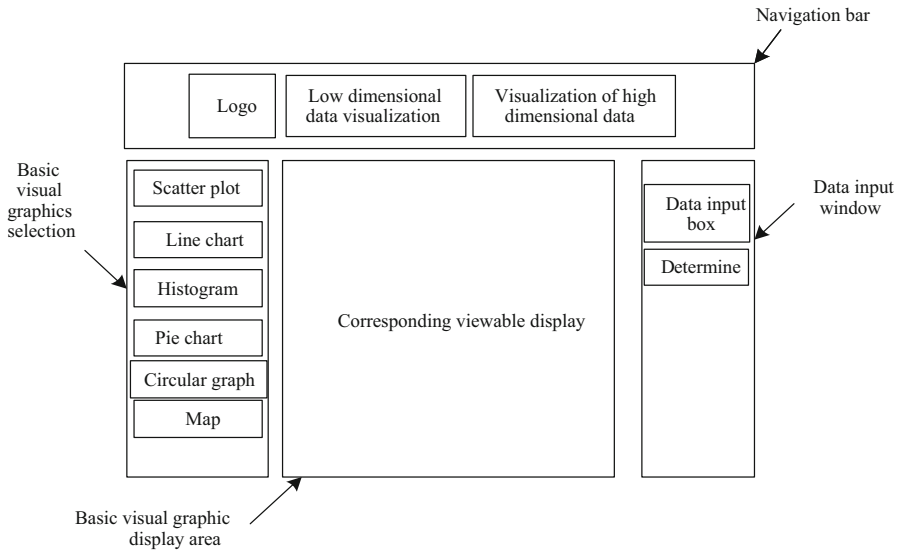 Navigation bar
Logo
Low dimensional
data visualization
Visualization of high
dimensional data
Basic
visual
graphics
selection
Scatter plot
Line chart
Histogram
Pie chart
Circular graph
Map
Corresponding viewable display
Data input
box
Determine
Data input
window
Basic visual graphic
display area